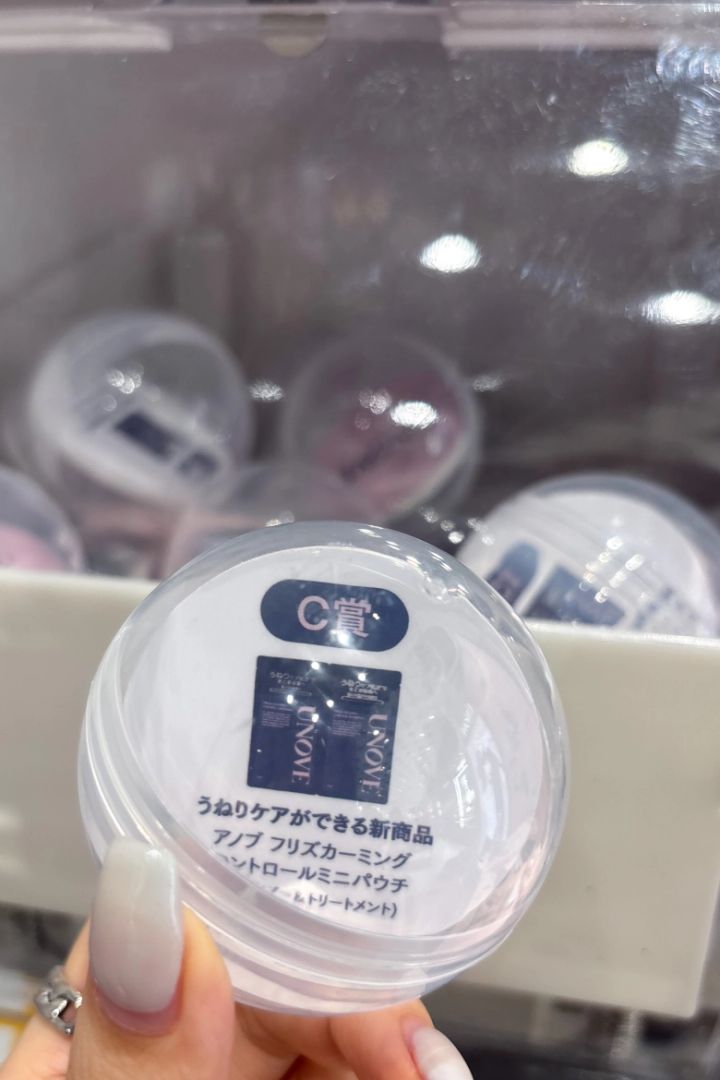 C賞
UNOVE
UNOVE
うねりケアができる新商品
アノブ フリズカーミング
コントロールミニパウチ
&トリートメント)